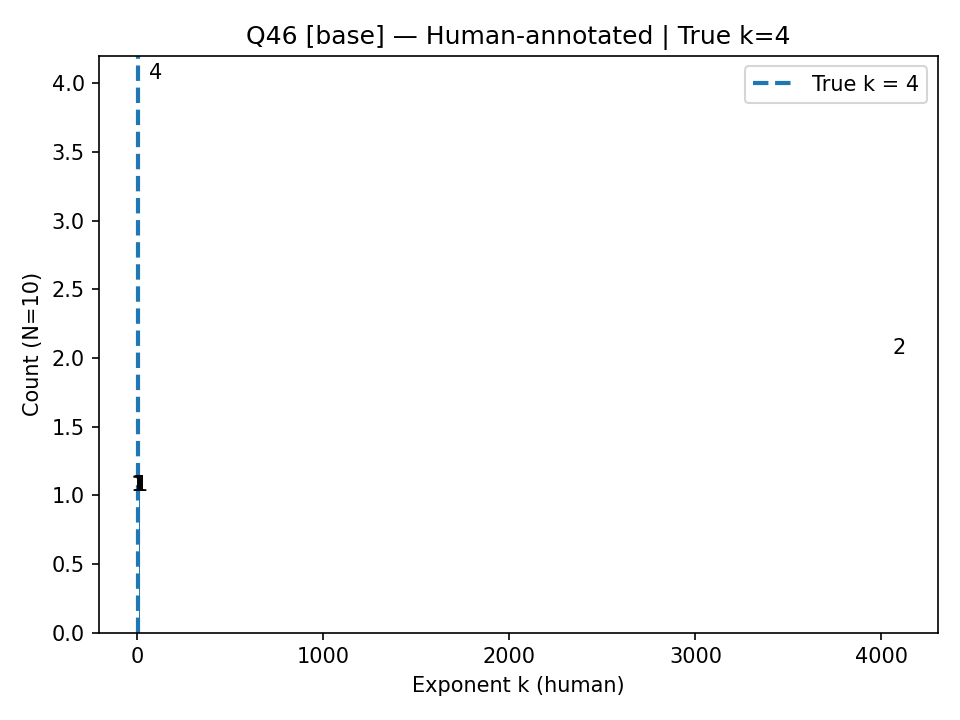 Q46 [base] — Human-annotated | True k=4
4.0
3.5
3.0
2.5
2.0
1.5
1.0
0.5
0.0
Count (N=10)
4
2
1
True k = 4
0 1000 2000 3000 4000
Exponent k (human)